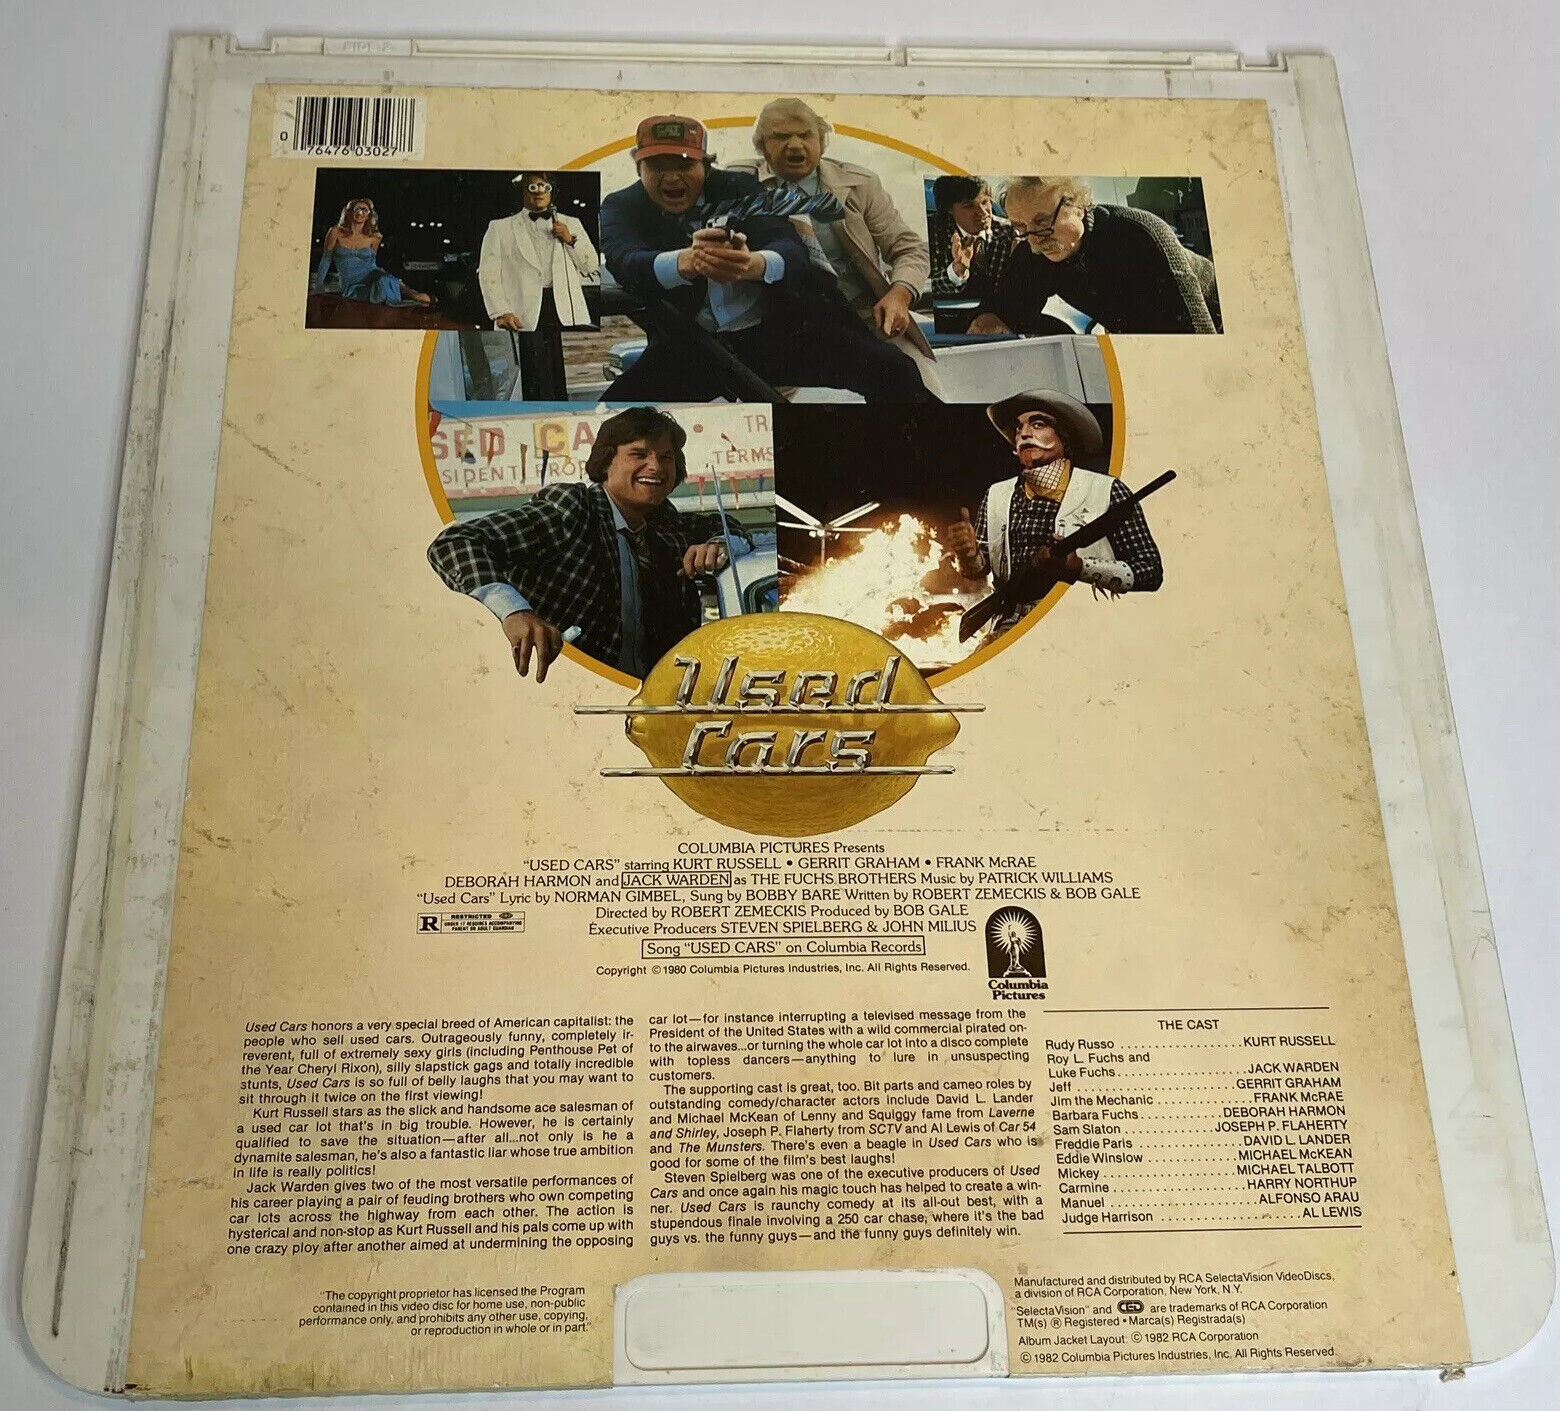 0
76476 03027
SED CA
TR
SIDENT PROP
TERMS
Used
Cars
COLUMBIA PICTURES Presents
"USED CARS" starring KURT RUSSELL • GERRIT GRAHAM • FRANK McRAE
DEBORAH HARMON and JACK WARDEN as THE FUCHS BROTHERS Music by PATRICK WILLIAMS
"Used Cars" Lyric by NORMAN GIMBEL, Sung by BOBBY BARE Written by ROBERT ZEMECKIS & BOB GALE
Directed by ROBERT ZEMECKIS Produced by BOB GALE
Executive Producers STEVEN SPIELBERG & JOHN MILIUS
Song "USED CARS" on Columbia Records
R RESTRICTED
UNDER 17 REQUIRES ACCOMPANYING
PARENT OR ADULT GUARDIAN
Copyright © 1980 Columbia Pictures Industries, Inc. All Rights Reserved.
Columbia
Pictures
Used Cars honors a very special breed of American capitalist: the
people who sell used cars. Outrageously funny, completely ir-
reverent, full of extremely sexy girls (including Penthouse Pet of
the Year Cheryl Rixon), silly slapstick gags and totally incredible
stunts, Used Cars is so full of belly laughs that you may want to
sit through it twice on the first viewing!
Kurt Russell stars as the slick and handsome ace salesman of
a used car lot that's in big trouble. However, he is certainly
qualified to save the situation—after all...not only is he a
dynamite salesman, he's also a fantastic liar whose true ambition
in life is really politics!
Jack Warden gives two of the most versatile performances of
his career playing a pair of feuding brothers who own competing
car lots across the highway from each other. The action is
hysterical and non-stop as Kurt Russell and his pals come up with
one crazy ploy after another aimed at undermining the opposing
car lot—for instance interrupting a televised message from the
President of the United States with a wild commercial pirated on-
to the airwaves...or turning the whole car lot into a disco complete
with topless dancers—anything to lure in unsuspecting
customers.
The supporting cast is great, too. Bit parts and cameo roles by
outstanding comedy/character actors include David L. Lander
and Michael McKean of Lenny and Squiggy fame from Laverne
and Shirley, Joseph P. Flaherty from SCTV and Al Lewis of Car 54
and The Munsters. There's even a beagle in Used Cars who is
good for some of the film's best laughs!
Steven Spielberg was one of the executive producers of Used
Cars and once again his magic touch has helped to create a win-
ner. Used Cars is raunchy comedy at its all-out best, with a
stupendous finale involving a 250 car chase, where it's the bad
guys vs. the funny guys—and the funny guys definitely win.
THE CAST
Rudy Russo . . . . . . . . . . . . . . . . . KURT RUSSELL
Roy L. Fuchs and
Luke Fuchs. . . . . . . . . . . . . . . . . . JACK WARDEN
Jeff . . . . . . . . . . . . . . . . . . . . . . GERRIT GRAHAM
Jim the Mechanic . . . . . . . . . . . . . FRANK McRAE
Barbara Fuchs. . . . . . . . . . . . DEBORAH HARMON
Sam Slaton . . . . . . . . . . . . . JOSEPH P. FLAHERTY
Freddie Paris . . . . . . . . . . . . . . . DAVID L. LANDER
Eddie Winslow . . . . . . . . . . . . MICHAEL McKEAN
Mickey . . . . . . . . . . . . . . . . . . . MICHAEL TALBOTT
Carmine . . . . . . . . . . . . . . . . . . HARRY NORTHUP
Manuel . . . . . . . . . . . . . . . . . . . . ALFONSO ARAU
Judge Harrison . . . . . . . . . . . . . . . . . . . AL LEWIS
"The copyright proprietor has licensed the Program
contained in this video disc for home use, non-public
performance only, and prohibits any other use, copying,
or reproduction in whole or in part."
Manufactured and distributed by RCA SelectaVision VideoDiscs,
a division of RCA Corporation, New York, N.Y.
"SelectaVision" and CED are trademarks of RCA Corporation
TM(s) ® Registered • Marca(s) Registrada(s)
Album Jacket Layout: © 1982 RCA Corporation
© 1982 Columbia Pictures Industries, Inc. All Rights Reserved.